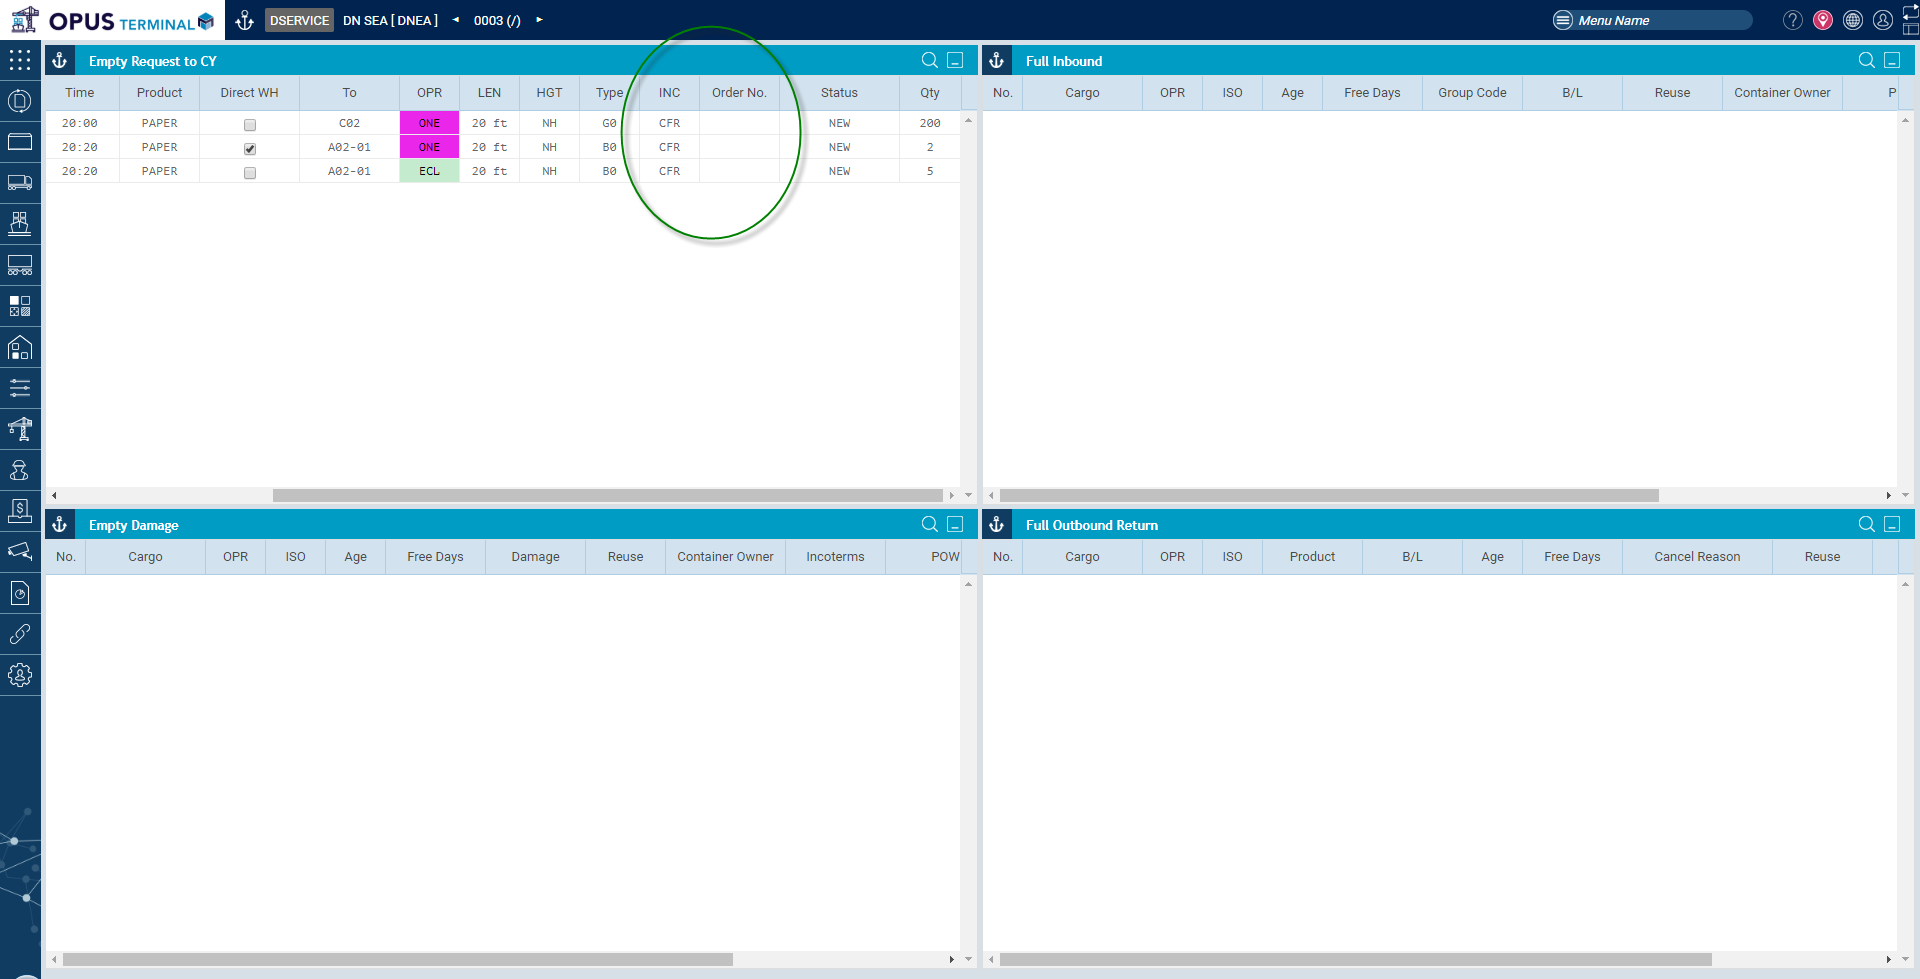 OPUS TERMINAL DSERVICE DN SEA [ DNEA ] 0003 (/) Menu Name
Empty Request to CY
Time Product Direct WH To OPR LEN HGT Type INC Order No. Status Qty
20:00 PAPER C02 ONE 20 ft NH G0 CFR NEW 200
20:20 PAPER A02-01 ONE 20 ft NH B0 CFR NEW 2
20:20 PAPER A02-01 ECL 20 ft NH B0 CFR NEW 5
Full Inbound
No. Cargo OPR ISO Age Free Days Group Code B/L Reuse Container Owner P
Empty Damage
No. Cargo OPR ISO Age Free Days Damage Reuse Container Owner Incoterms POW
Full Outbound Return
No. Cargo OPR ISO Product B/L Age Free Days Cancel Reason Reuse